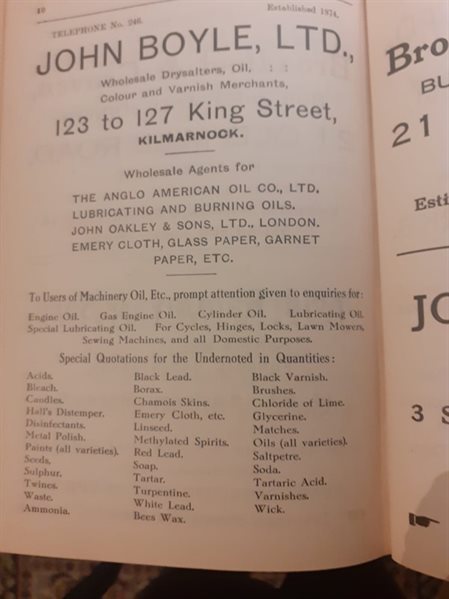 40
Established 1874.
TELEPHONE No. 246.
JOHN BOYLE, LTD.,
Wholesale Drysalters, Oil, : :
Colour and Varnish Merchants,
123 to 127 King Street,
KILMARNOCK.
Wholesale Agents for
THE ANGLO AMERICAN OIL CO., LTD.
LUBRICATING AND BURNING OILS.
JOHN OAKLEY & SONS, LTD., LONDON.
EMERY CLOTH, GLASS PAPER, GARNET
PAPER, ETC.
To Users of Machinery Oil, Etc., prompt attention given to enquiries for:
Engine Oil. Gas Engine Oil. Cylinder Oil. Lubricating Oil.
Special Lubricating Oil. For Cycles, Hinges, Locks, Lawn Mowers,
Sewing Machines, and all Domestic Purposes.
Special Quotations for the Undernoted in Quantities:
Acids.
Bleach.
Candles.
Hall's Distemper.
Disinfectants.
Metal Polish.
Paints (all varieties).
Seeds.
Sulphur.
Twines.
Waste.
Ammonia.
Black Lead.
Borax.
Chamois Skins.
Emery Cloth, etc.
Linseed.
Methylated Spirits.
Red Lead.
Soap.
Tartar.
Turpentine.
White Lead.
Bees Wax.
Black Varnish.
Brushes.
Chloride of Lime.
Glycerine.
Matches.
Oils (all varieties).
Saltpetre.
Soda.
Tartaric Acid.
Varnishes.
Wick.
Bro
BU
21
Esti
JO
3 S